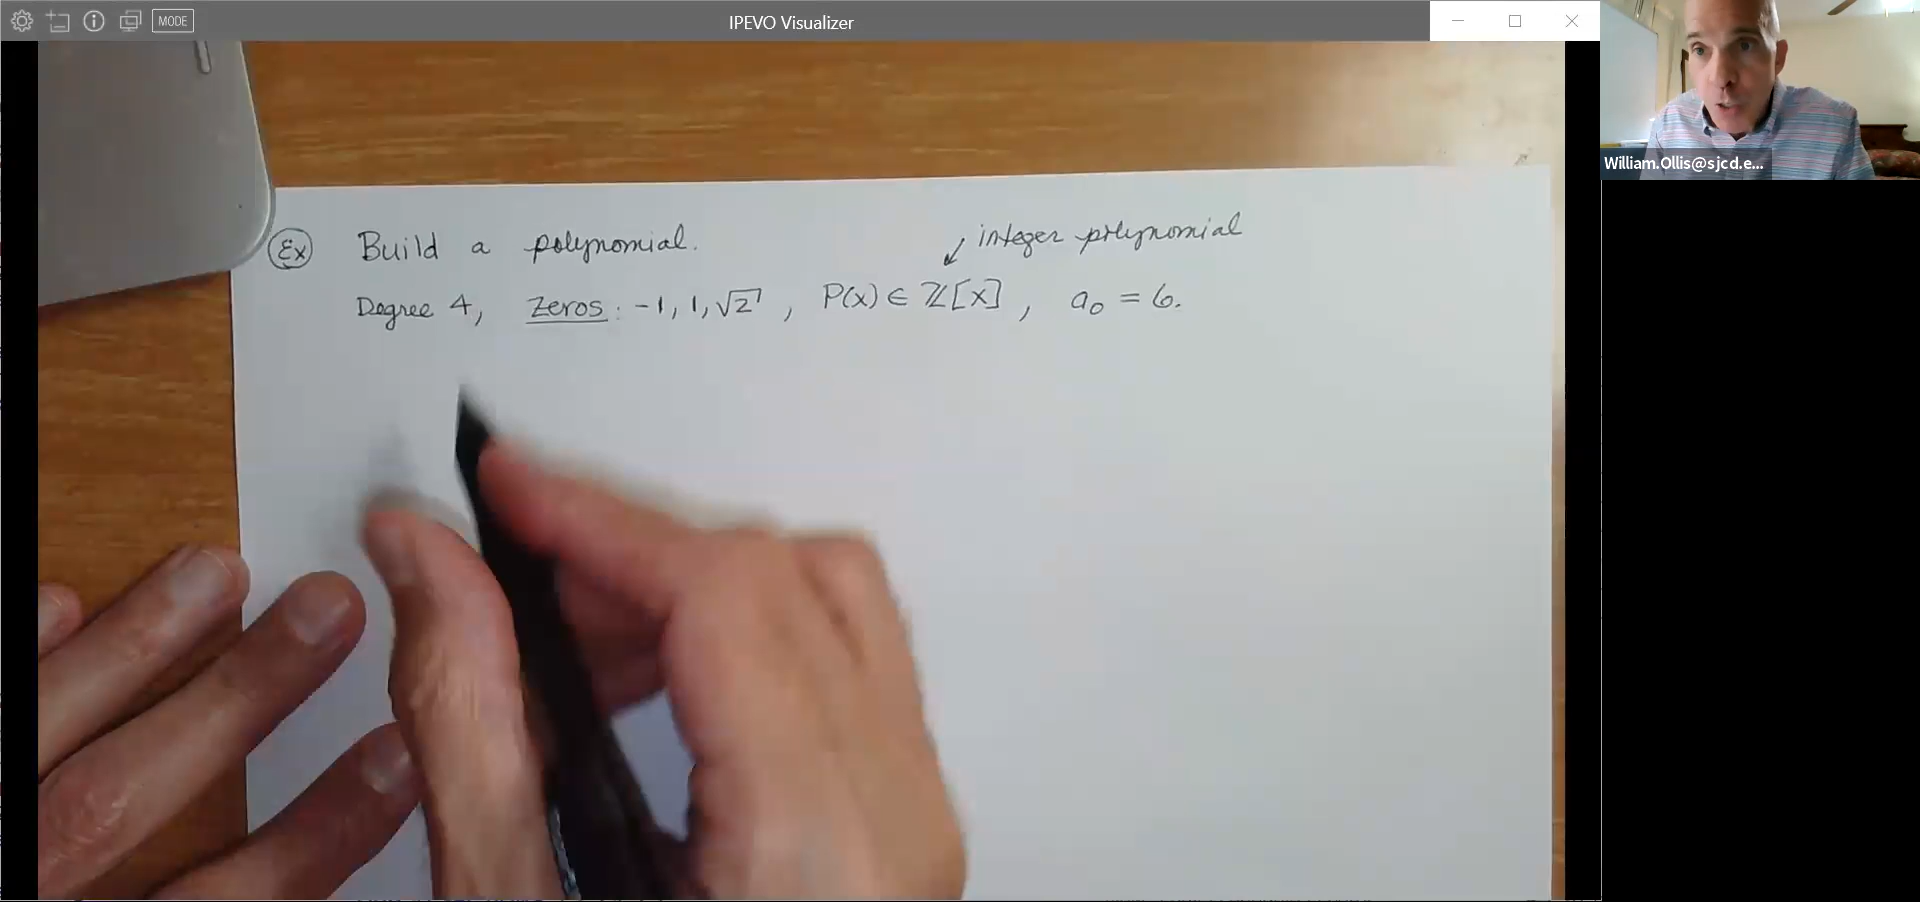 MODE
IPEVO Visualizer
William.Ollis@sjcd.e...
Ex Build a polynomial.
integer polynomial
Degree 4, Zeros: -1, 1, √2, P(x) ∈ ℤ[x], a₀ = 6.